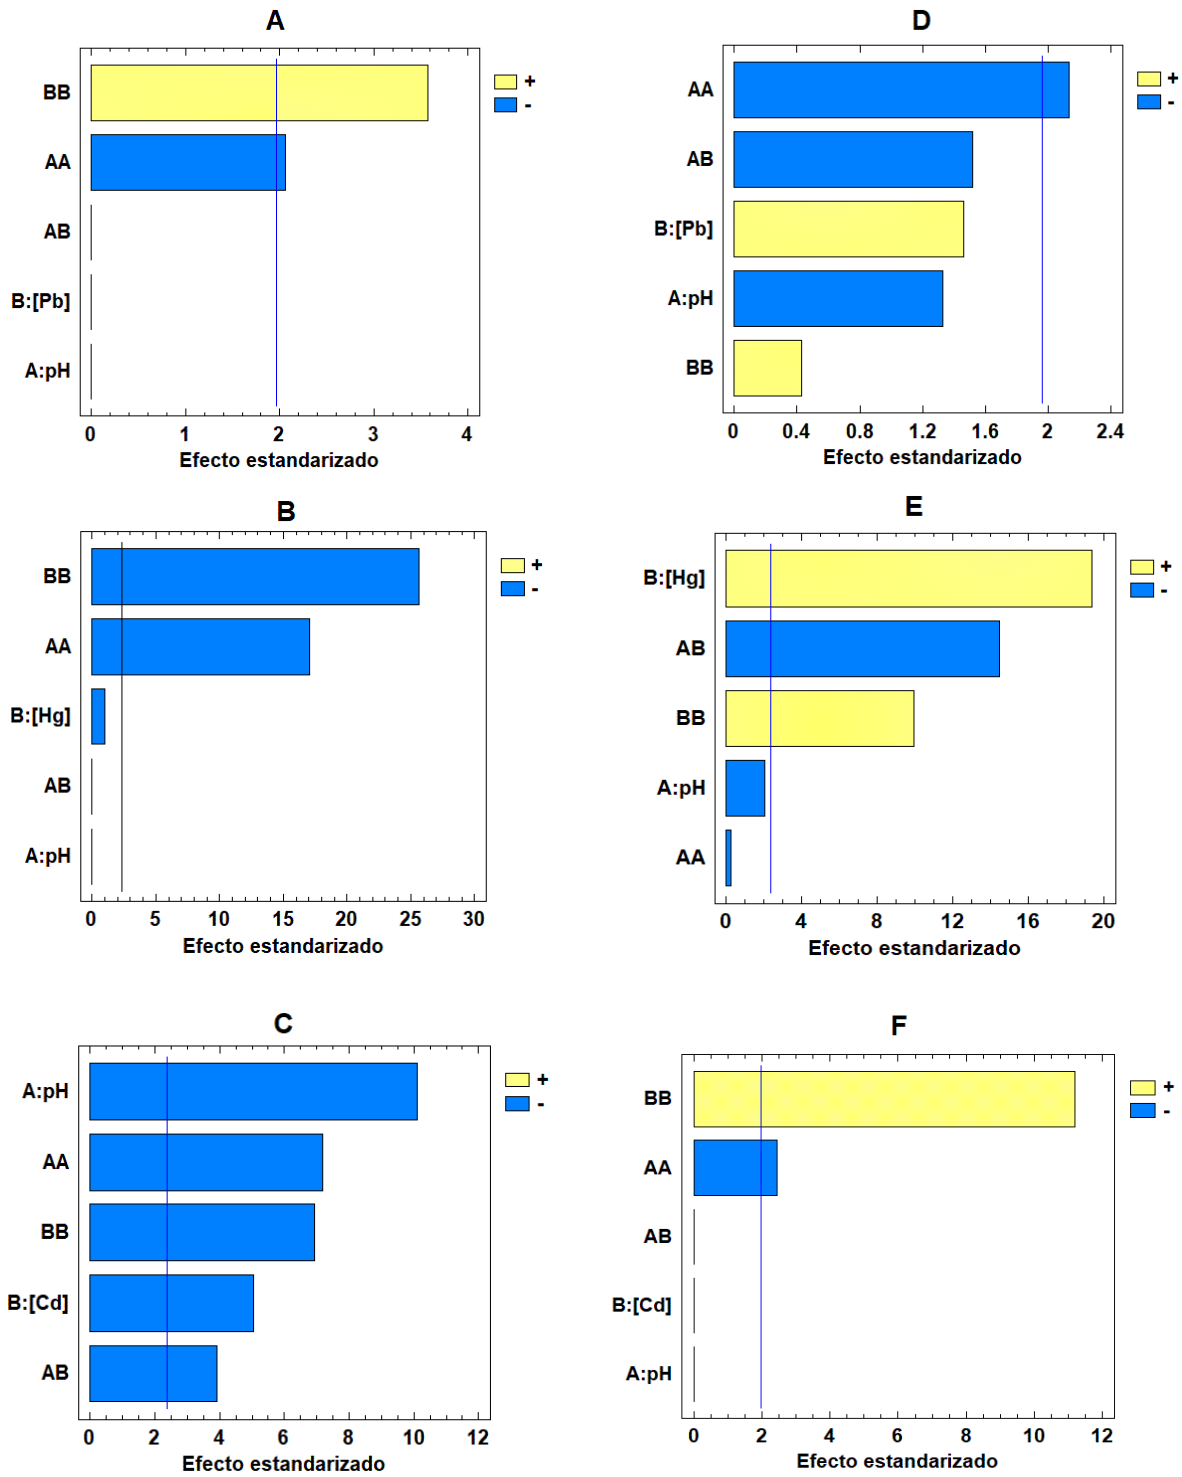 A
BB
AA
AB
B:[Pb]
A:pH
+
-
0 1 2 3 4
Efecto estandarizado
D
AA
AB
B:[Pb]
A:pH
BB
+
-
0 0.4 0.8 1.2 1.6 2 2.4
Efecto estandarizado
B
BB
AA
B:[Hg]
AB
A:pH
+
-
0 5 10 15 20 25 30
Efecto estandarizado
E
B:[Hg]
AB
BB
A:pH
AA
+
-
0 4 8 12 16 20
Efecto estandarizado
C
A:pH
AA
BB
B:[Cd]
AB
+
-
0 2 4 6 8 10 12
Efecto estandarizado
F
BB
AA
AB
B:[Cd]
A:pH
+
-
0 2 4 6 8 10 12
Efecto estandarizado